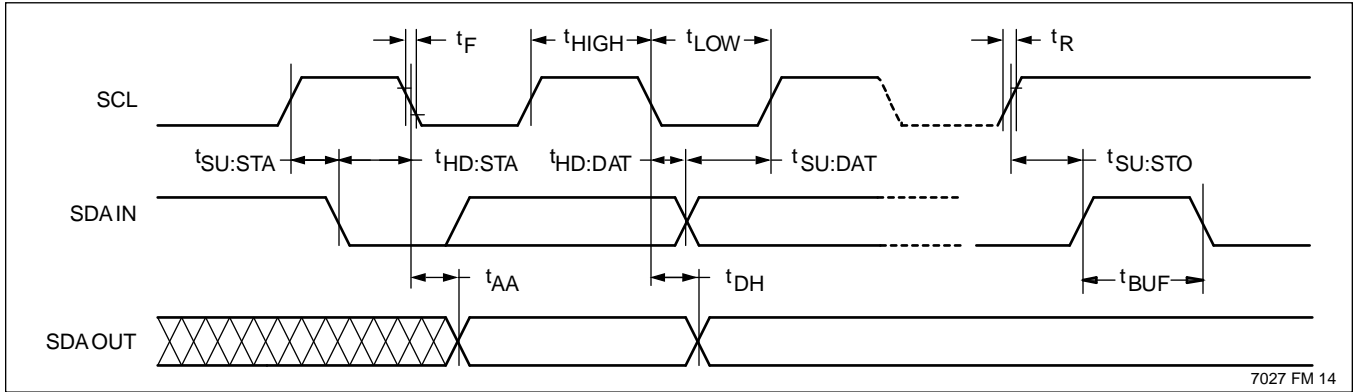 tF tHIGH tLOW tR
SCL
tSU:STA tHD:STA tHD:DAT tSU:DAT tSU:STO
SDA IN
tAA tDH tBUF
SDA OUT
7027 FM 14